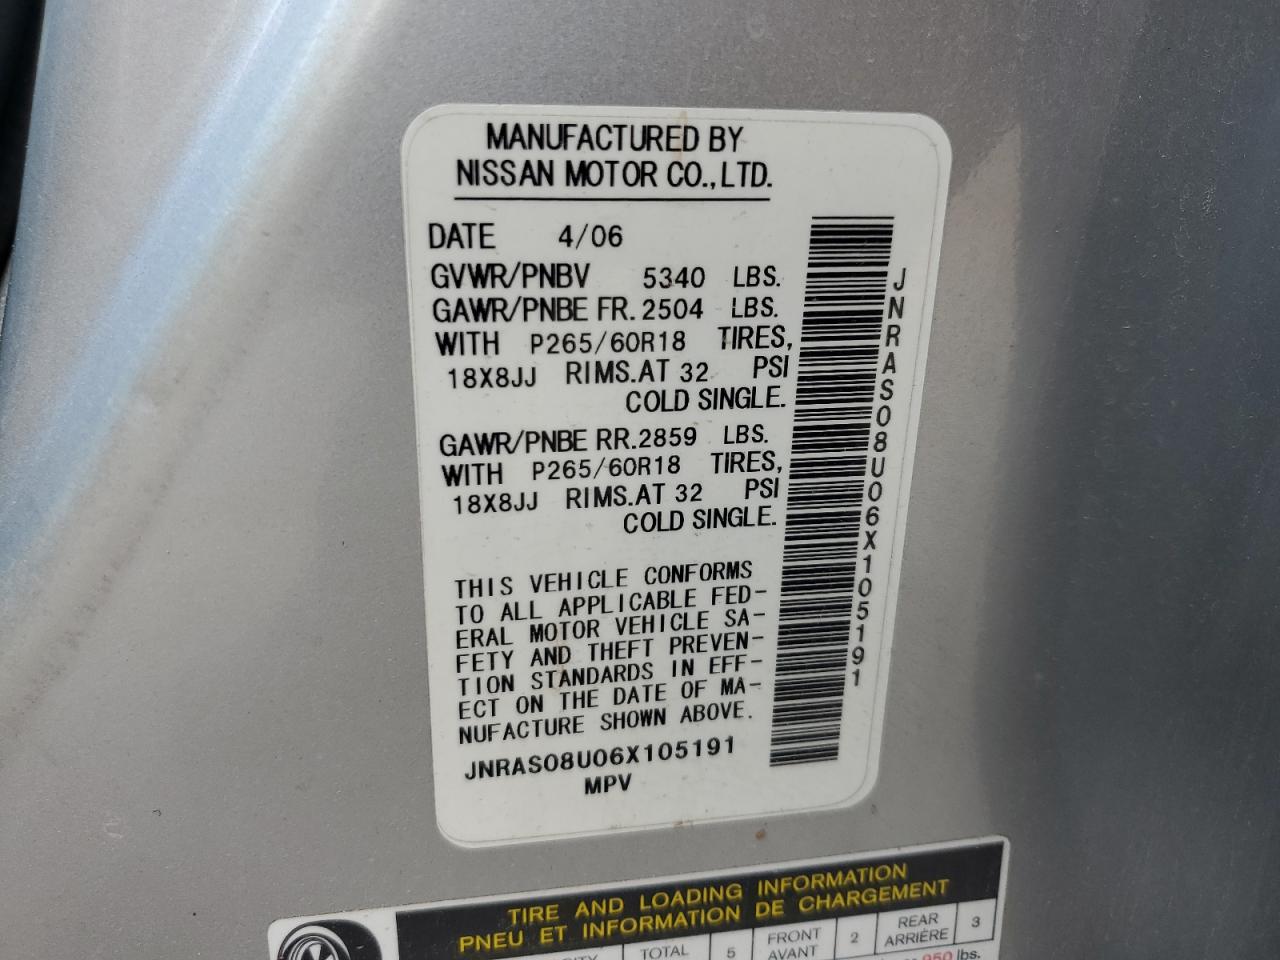 MANUFACTURED BY
NISSAN MOTOR CO., LTD.
DATE 4/06
GVWR/PNBV 5340 LBS.
GAWR/PNBE FR. 2504 LBS.
WITH P265/60R18 TIRES,
18X8JJ RIMS. AT 32 PSI
COLD SINGLE.
GAWR/PNBE RR. 2859 LBS.
WITH P265/60R18 TIRES,
18X8JJ RIMS. AT 32 PSI
COLD SINGLE.
THIS VEHICLE CONFORMS
TO ALL APPLICABLE FED-
ERAL MOTOR VEHICLE SA-
FETY AND THEFT PREVEN-
TION STANDARDS IN EFF-
ECT ON THE DATE OF MA-
NUFACTURE SHOWN ABOVE.
JNRAS08U06X105191
MPV
JNRAS08U06X105191
TIRE AND LOADING INFORMATION
PNEU ET INFORMATION DE CHARGEMENT
TOTAL 5 FRONT 2 REAR 3
AVANT ARRIÈRE
950 lbs.